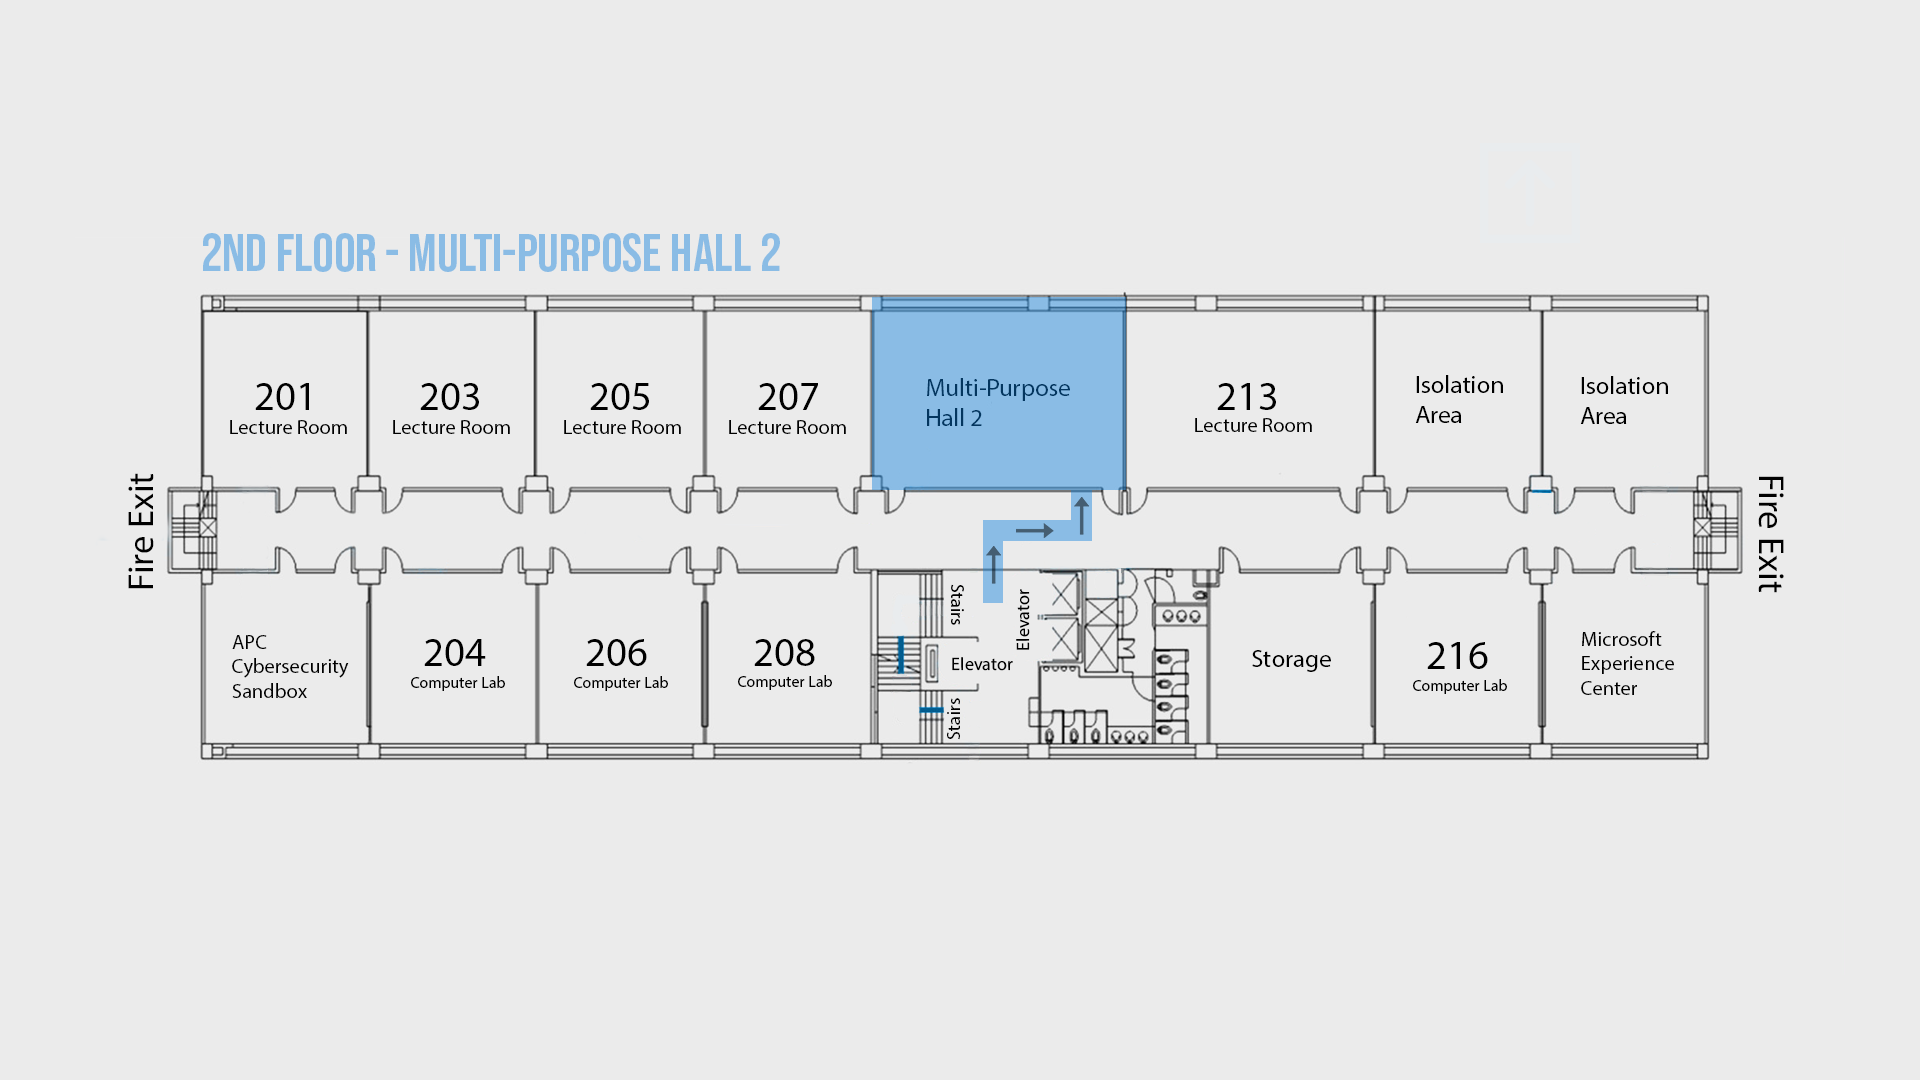 2ND FLOOR - MULTI-PURPOSE HALL 2
201
Lecture Room
203
Lecture Room
205
Lecture Room
207
Lecture Room
Multi-Purpose
Hall 2
213
Lecture Room
Isolation
Area
Isolation
Area
Fire Exit
Fire Exit
APC
Cybersecurity
Sandbox
204
Computer Lab
206
Computer Lab
208
Computer Lab
Stairs
Elevator
Elevator
Stairs
Storage
216
Computer Lab
Microsoft
Experience
Center